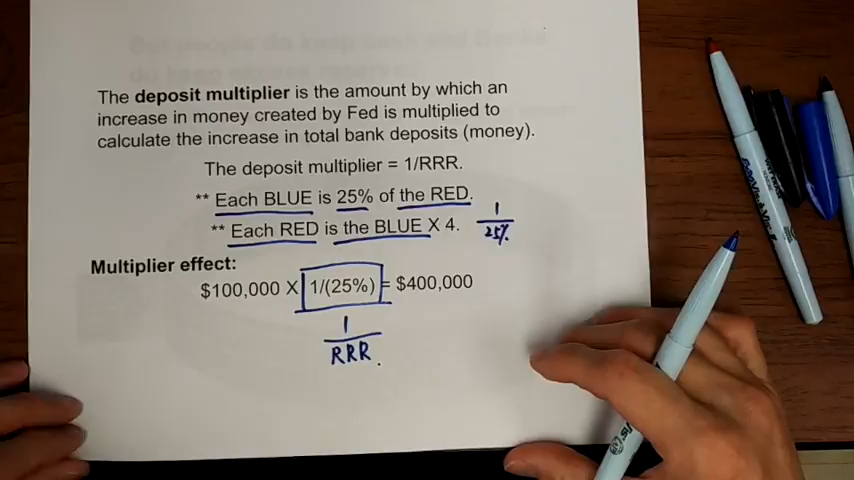 The deposit multiplier is the amount by which an
increase in money created by Fed is multiplied to
calculate the increase in total bank deposits (money).
The deposit multiplier = 1/RRR.
** Each BLUE is 25% of the RED.
** Each RED is the BLUE X 4.
1
25%
Multiplier effect:
$100,000 X 1/(25%) = $400,000
1
RRR.